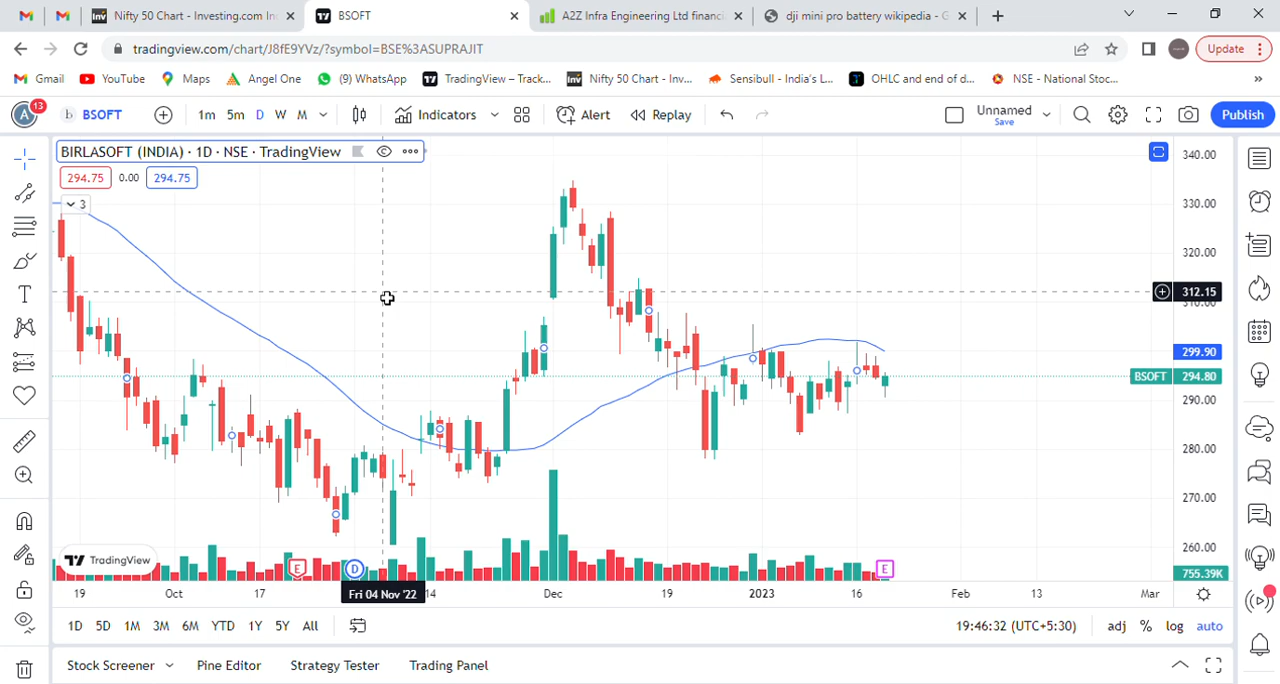 Nifty 50 Chart - Investing.com In
BSOFT
A2Z Infra Engineering Ltd financi
dji mini pro battery wikipedia - G
tradingview.com/chart/J8fE9YVz/?symbol=BSE%3ASUPRAJIT
Update
Gmail
YouTube
Maps
Angel One
(9) WhatsApp
TradingView – Track...
Nifty 50 Chart - Inv...
Sensibull - India's L...
OHLC and end of d...
NSE - National Stoc...
»
A
13
b BSOFT
1m
5m
D
W
M
Indicators
Alert
Replay
Unnamed
Save
Publish
BIRLASOFT (INDIA) · 1D · NSE · TradingView
294.75
0.00
294.75
3
340.00
330.00
320.00
312.15
310.00
299.90
BSOFT 294.80
290.00
280.00
270.00
260.00
755.39K
TradingView
E
D
E
19
Oct
17
Fri 04 Nov '22
14
Dec
19
2023
16
Feb
13
Mar
1D
5D
1M
3M
6M
YTD
1Y
5Y
All
19:46:32 (UTC+5:30)
adj
%
log
auto
Stock Screener
Pine Editor
Strategy Tester
Trading Panel